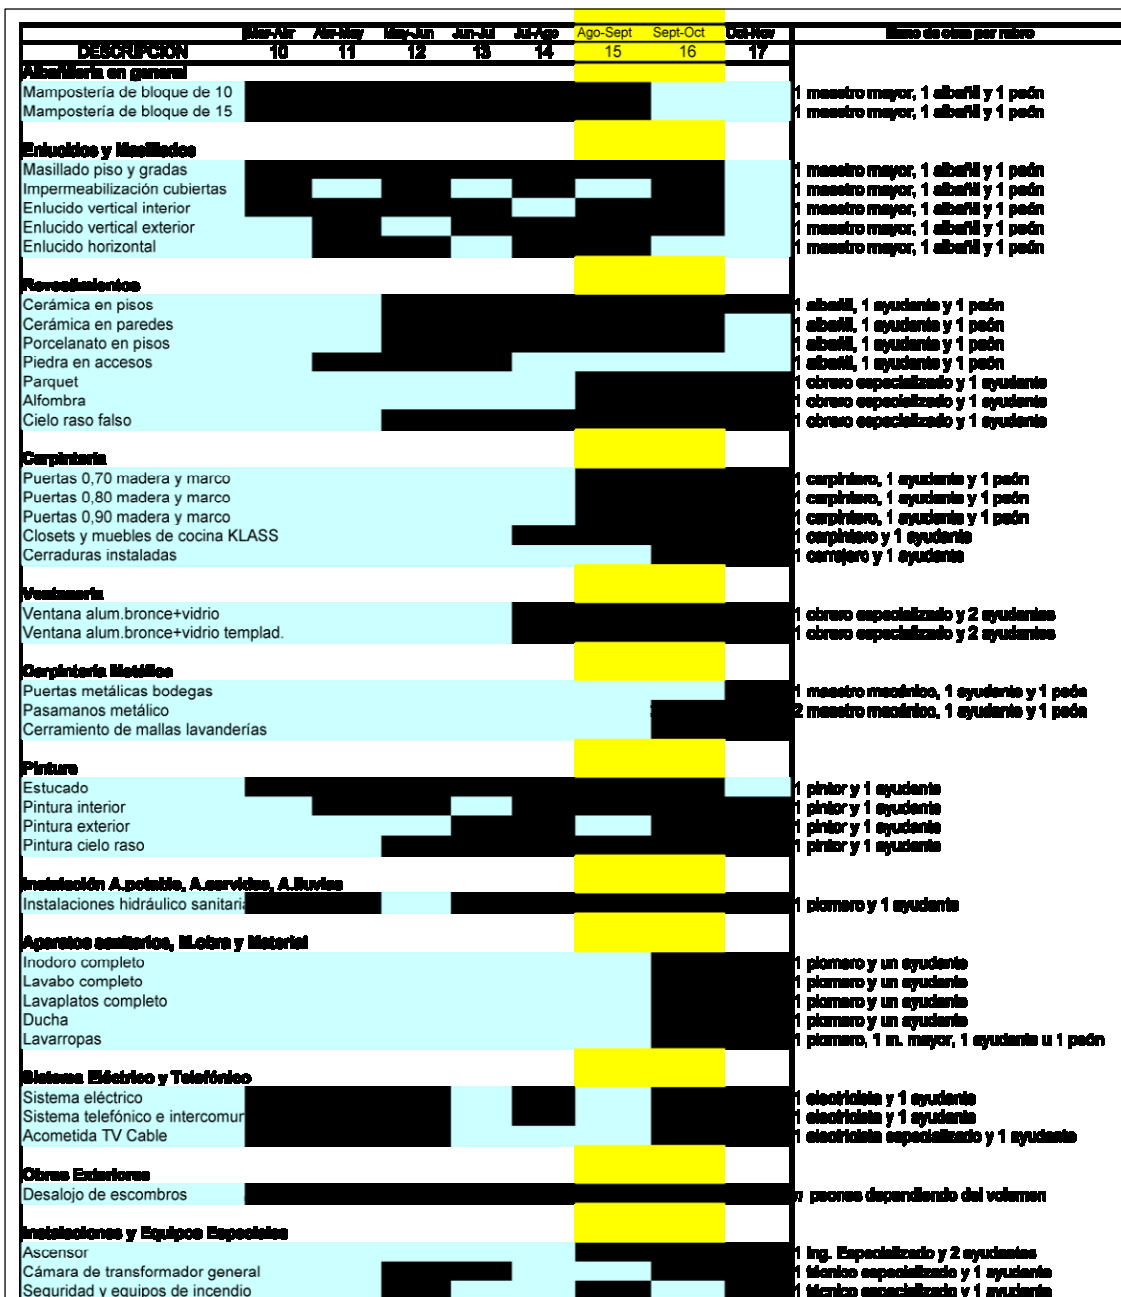 Mar-Abr Abr-May May-Jun Jun-Jul Jul-Ago Ago-Sept Sept-Oct Oct-Nov Mano de obra por rubro
DESCRIPCION 10 11 12 13 14 15 16 17
Albañilería en general
Mampostería de bloque de 10 1 maestro mayor, 1 albañil y 1 peón
Mampostería de bloque de 15 1 maestro mayor, 1 albañil y 1 peón
Enlucidos y Masillados
Masillado piso y gradas 1 maestro mayor, 1 albañil y 1 peón
Impermeabilización cubiertas 1 maestro mayor, 1 albañil y 1 peón
Enlucido vertical interior 1 maestro mayor, 1 albañil y 1 peón
Enlucido vertical exterior 1 maestro mayor, 1 albañil y 1 peón
Enlucido horizontal 1 maestro mayor, 1 albañil y 1 peón
Revestimientos
Cerámica en pisos 1 albañil, 1 ayudante y 1 peón
Cerámica en paredes 1 albañil, 1 ayudante y 1 peón
Porcelanato en pisos 1 albañil, 1 ayudante y 1 peón
Piedra en accesos 1 albañil, 1 ayudante y 1 peón
Parquet 1 obrero especializado y 1 ayudante
Alfombra 1 obrero especializado y 1 ayudante
Cielo raso falso 1 obrero especializado y 1 ayudante
Carpintería
Puertas 0,70 madera y marco 1 carpintero, 1 ayudante y 1 peón
Puertas 0,80 madera y marco 1 carpintero, 1 ayudante y 1 peón
Puertas 0,90 madera y marco 1 carpintero, 1 ayudante y 1 peón
Closets y muebles de cocina KLASS 1 carpintero y 1 ayudante
Cerraduras instaladas 1 cerrajero y 1 ayudante
Ventanería
Ventana alum.bronce+vidrio 1 obrero especializado y 2 ayudantes
Ventana alum.bronce+vidrio templad. 1 obrero especializado y 2 ayudantes
Carpintería Metálica
Puertas metálicas bodegas 1 maestro mecánico, 1 ayudante y 1 peón
Pasamanos metálico 2 maestro mecánico, 1 ayudante y 1 peón
Cerramiento de mallas lavanderías
Pintura
Estucado 1 pintor y 1 ayudante
Pintura interior 1 pintor y 1 ayudante
Pintura exterior 1 pintor y 1 ayudante
Pintura cielo raso 1 pintor y 1 ayudante
Instalación A.potable, A.servidas, A.lluvias
Instalaciones hidráulico sanitaria 1 plomero y 1 ayudante
Aparatos sanitarios, M.obra y Material
Inodoro completo 1 plomero y un ayudante
Lavabo completo 1 plomero y un ayudante
Lavaplatos completo 1 plomero y un ayudante
Ducha 1 plomero y un ayudante
Lavarropas 1 plomero, 1 m. mayor, 1 ayudante u 1 peón
Sistema Eléctrico y Telefónico
Sistema eléctrico 1 electricista y 1 ayudante
Sistema telefónico e intercomun 1 electricista y 1 ayudante
Acometida TV Cable 1 electricista especializado y 1 ayudante
Obras Exteriores
Desalojo de escombros n peones dependiendo del volumen
Instalaciones y Equipos Especiales
Ascensor 1 Ing. Especializado y 2 ayudantes
Cámara de transformador general 1 técnico especializado y 1 ayudante
Seguridad y equipos de incendio 1 técnico especializado y 1 ayudante